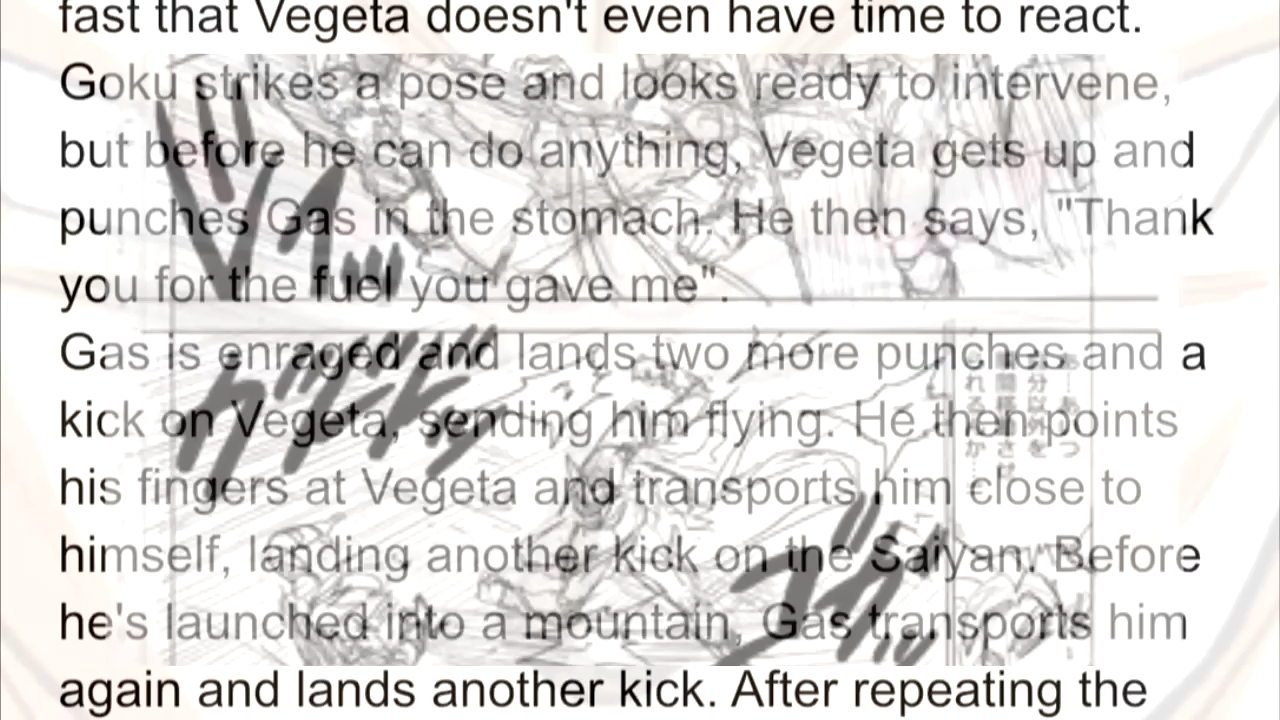 fast that Vegeta doesn't even have time to react.
Goku strikes a pose and looks ready to intervene,
but before he can do anything, Vegeta gets up and
punches Gas in the stomach. He then says, "Thank
you for the fuel you gave me".
Gas is enraged and lands two more punches and a
kick on Vegeta, sending him flying. He then points
his fingers at Vegeta and transports him close to
himself, landing another kick on the Saiyan. Before
he's launched into a mountain, Gas transports him
again and lands another kick. After repeating the